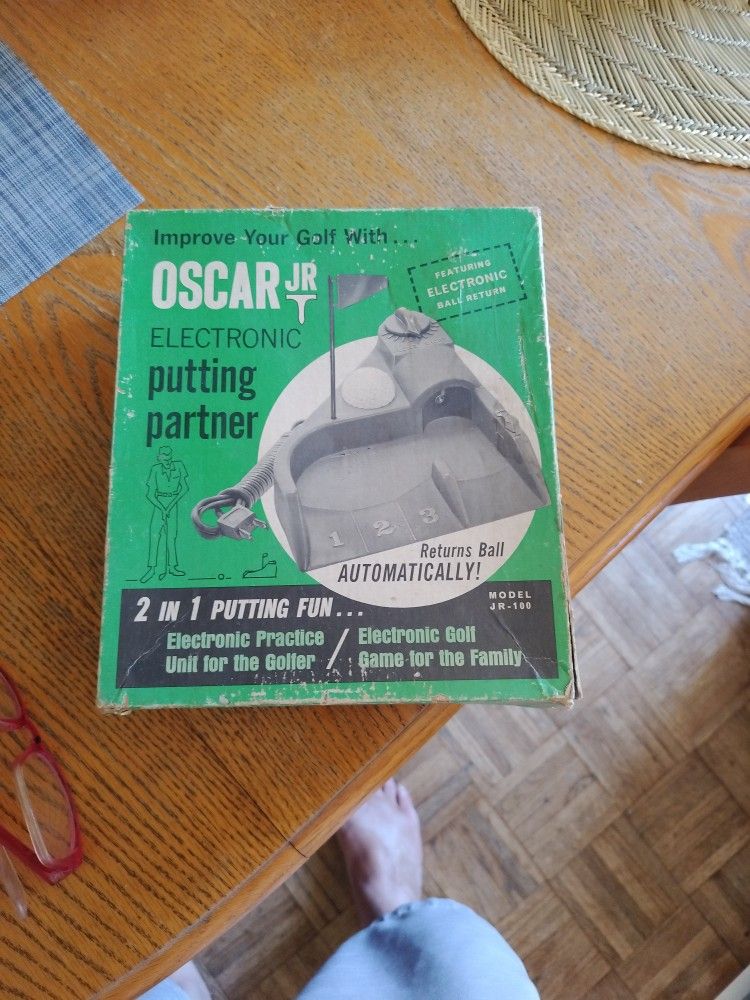 Improve Your Golf With...
OSCAR JR
FEATURING
ELECTRONIC
BALL RETURN
ELECTRONIC
putting
partner
1 2 3
Returns Ball
AUTOMATICALLY!
2 IN 1 PUTTING FUN...
MODEL
JR-100
Electronic Practice
Unit for the Golfer
/
Electronic Golf
Game for the Family